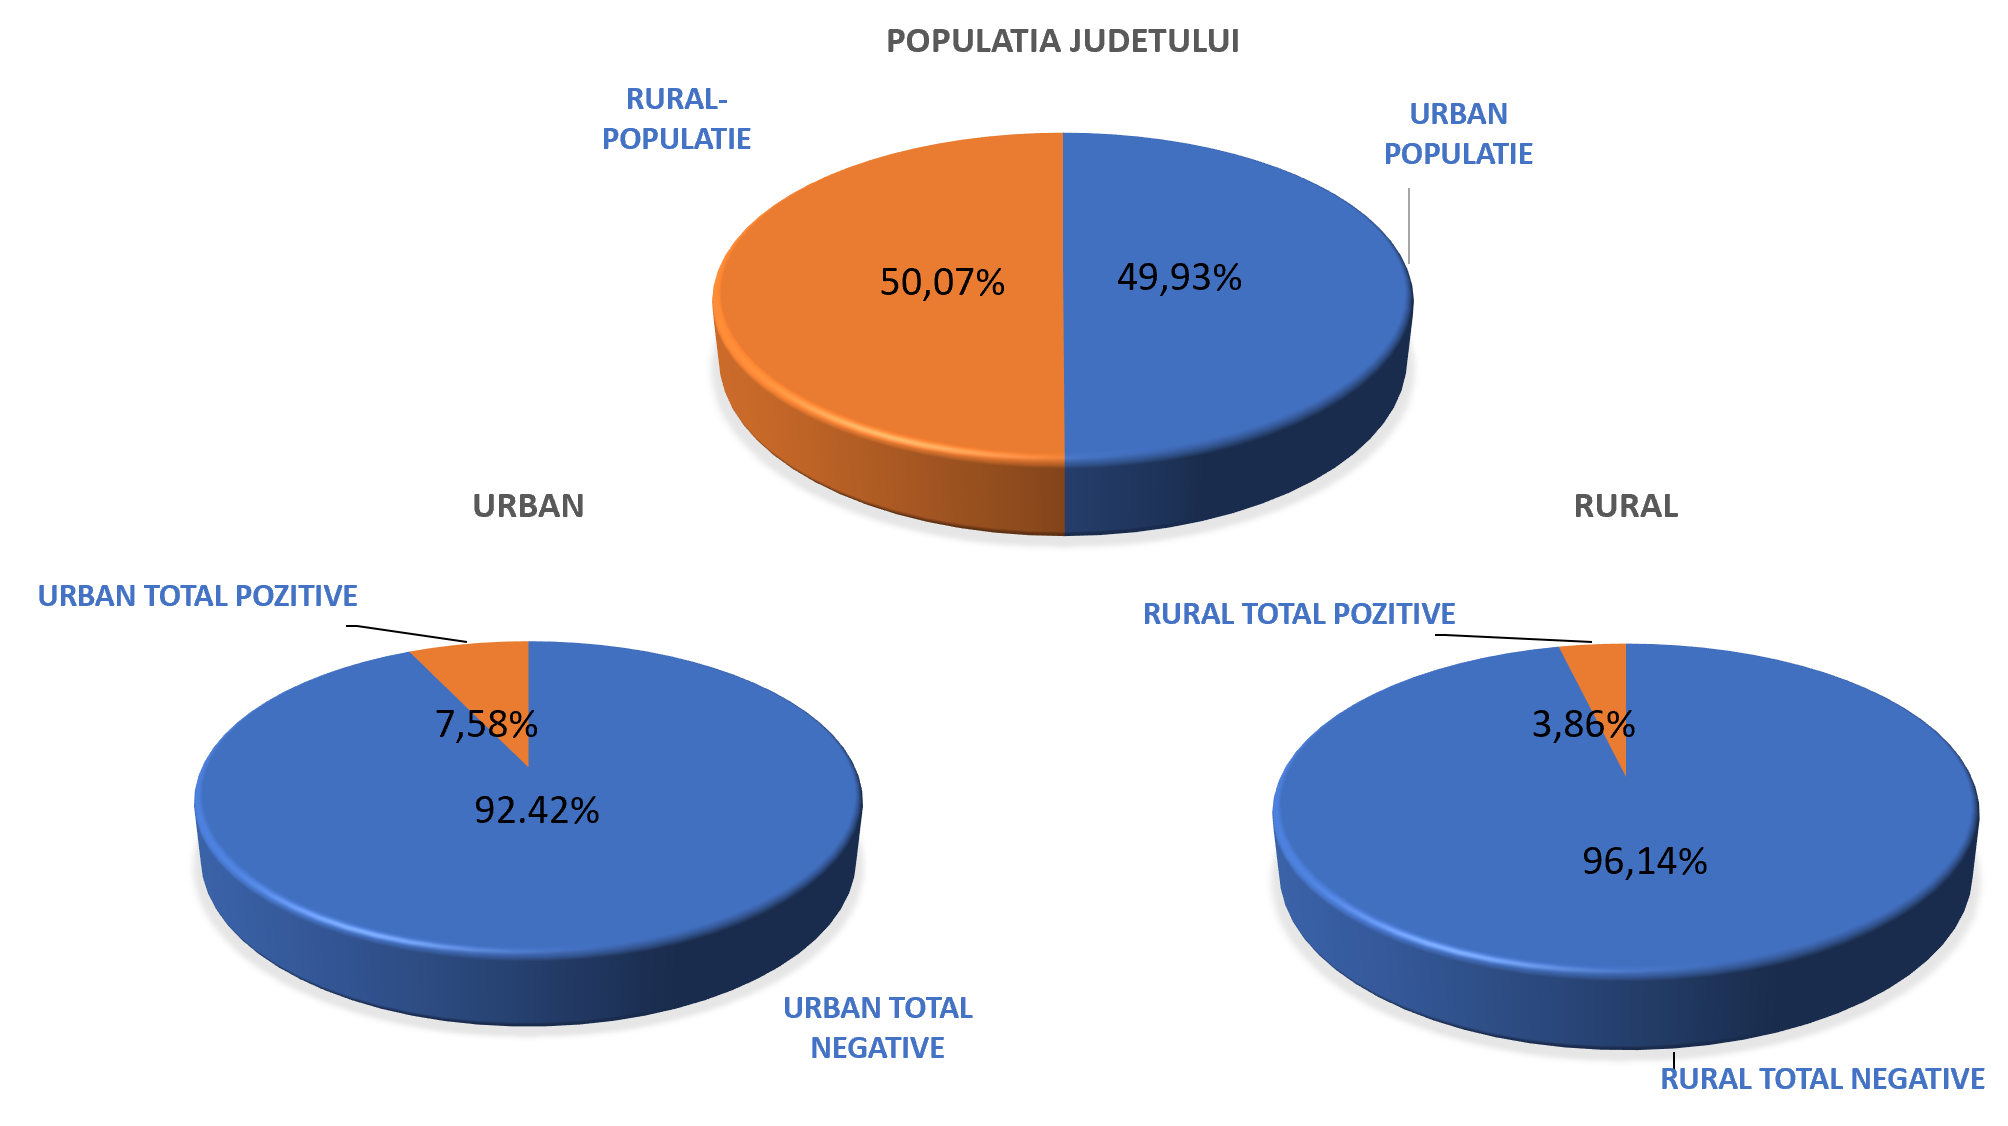 POPULATIA JUDETULUI
RURAL-
POPULATIE
URBAN
POPULATIE
50,07%
49,93%
URBAN
URBAN TOTAL POZITIVE
7,58%
92.42%
URBAN TOTAL
NEGATIVE
RURAL
RURAL TOTAL POZITIVE
3,86%
96,14%
RURAL TOTAL NEGATIVE